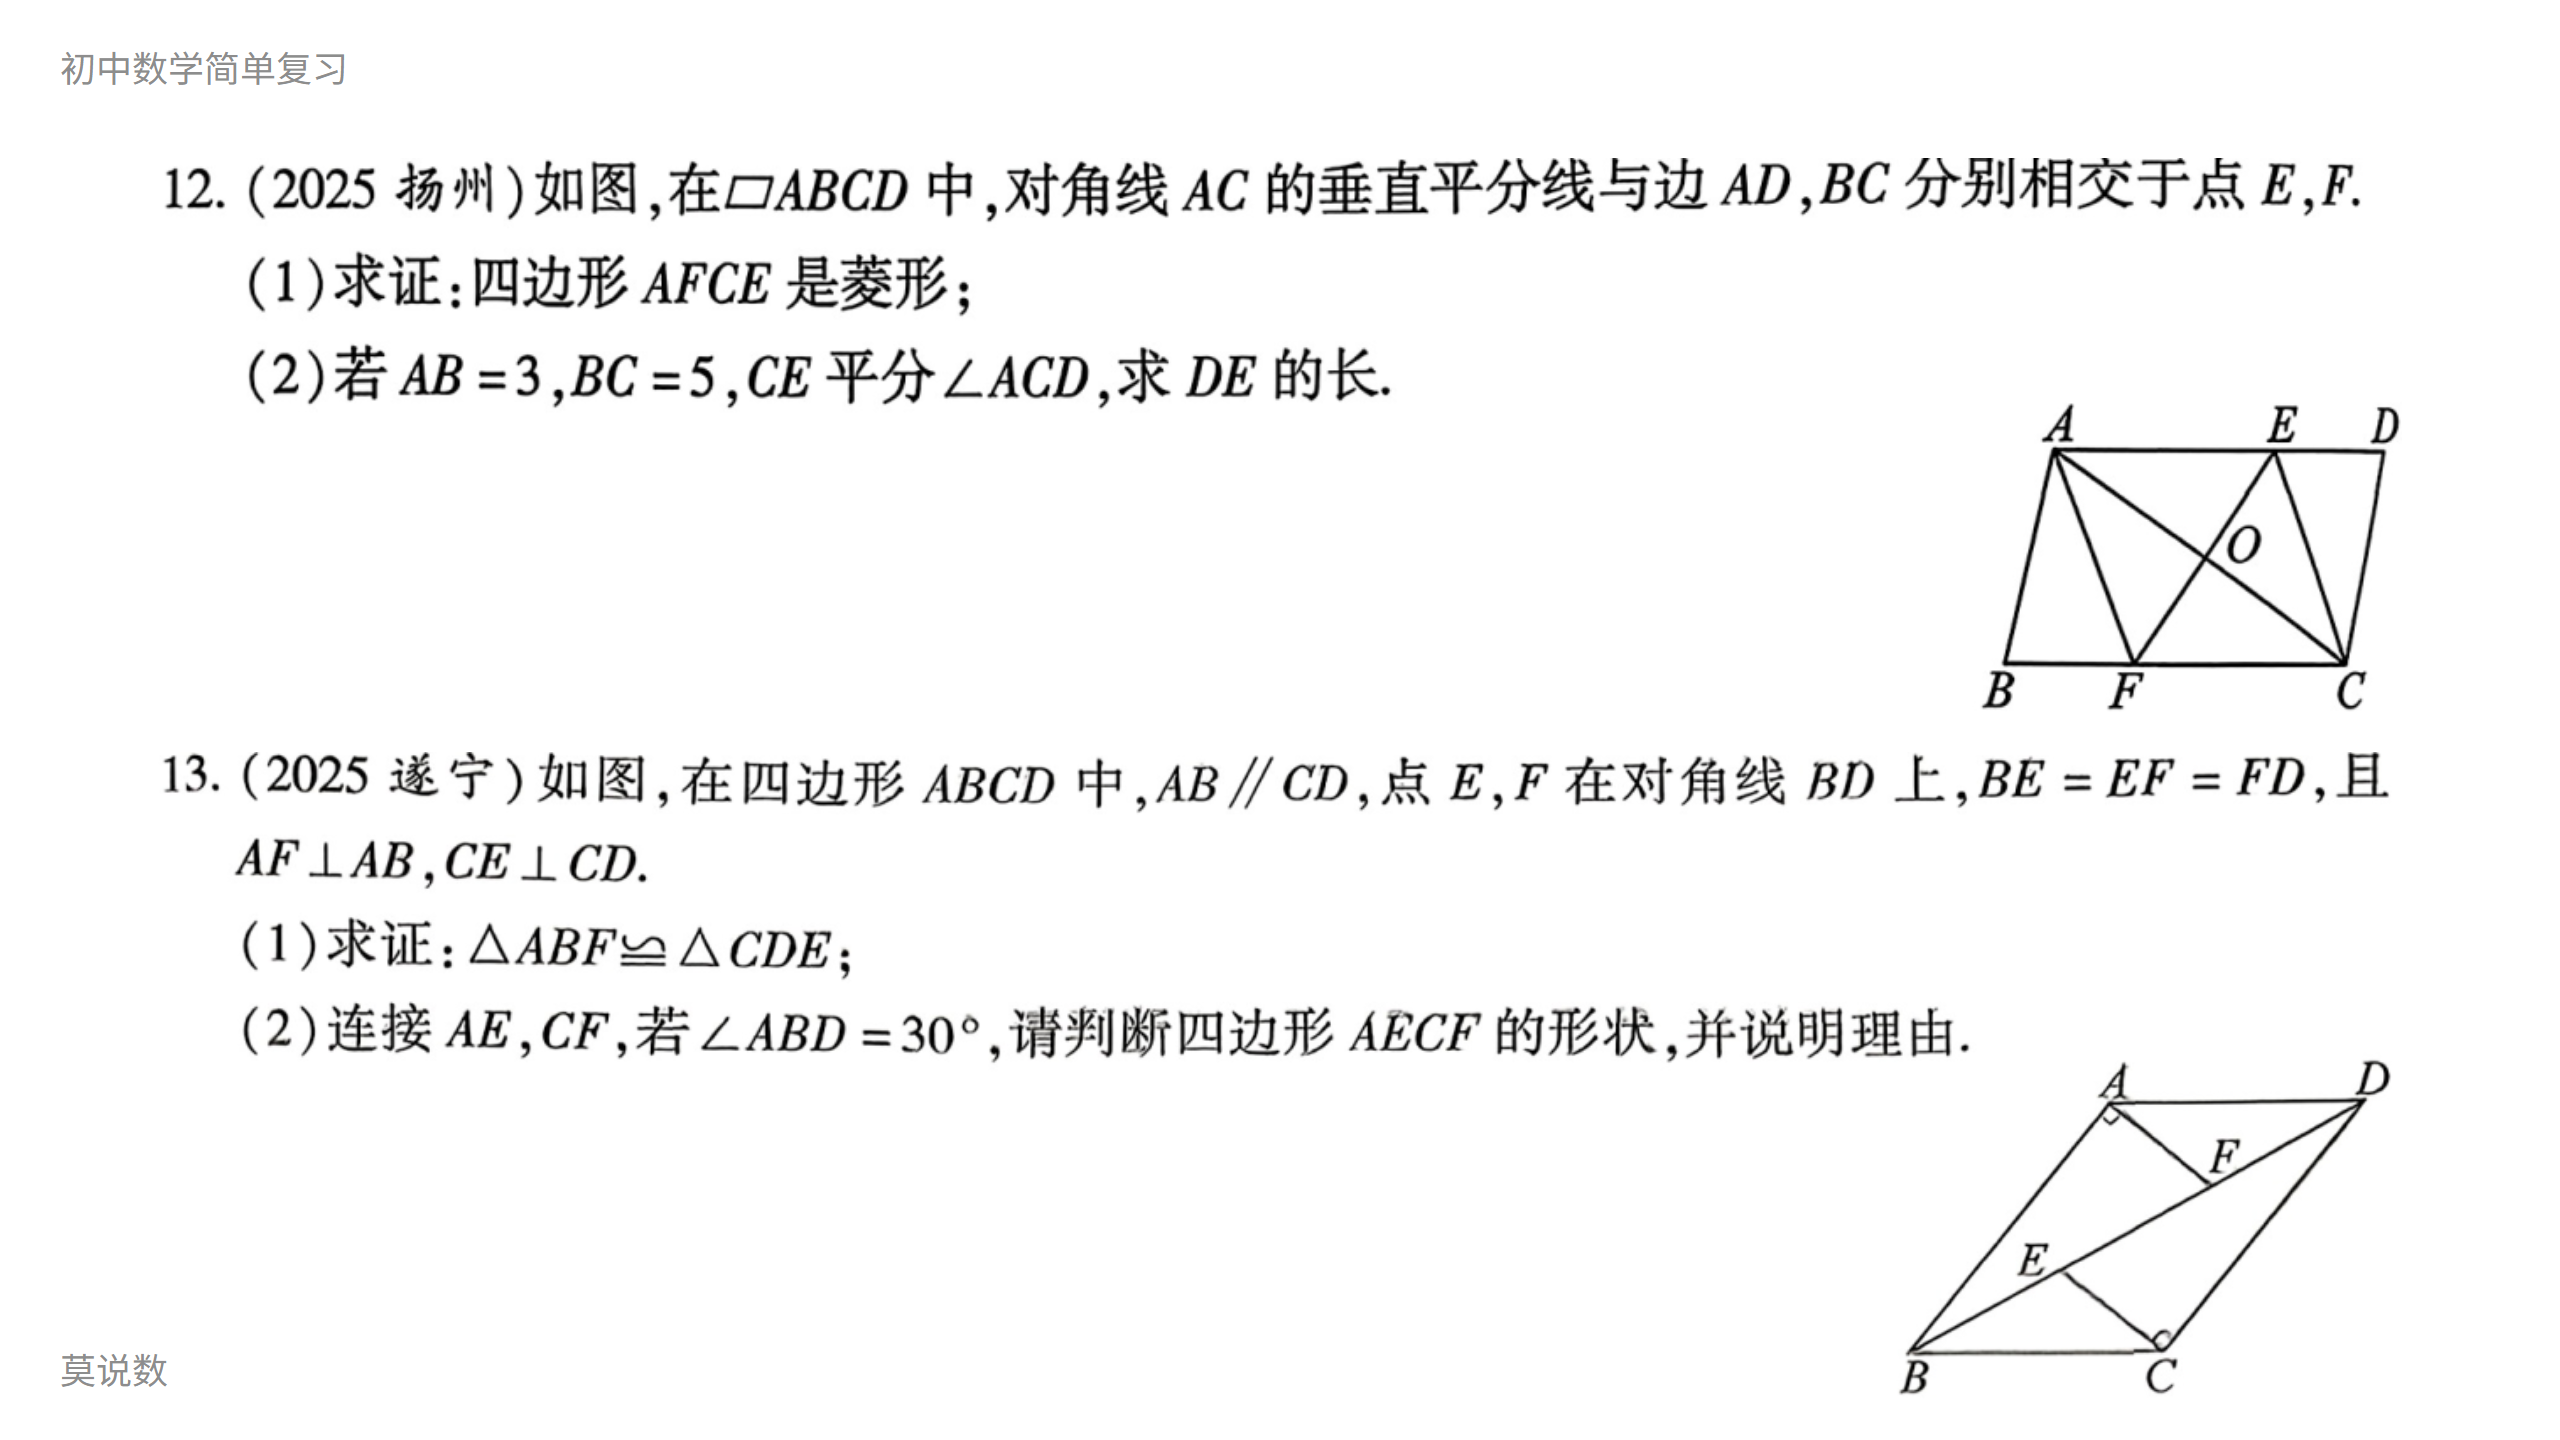 初中数学简单复习
12. (2025 扬州)如图,在▱ABCD 中,对角线 AC 的垂直平分线与边 AD,BC 分别相交于点 E,F.
(1)求证:四边形 AFCE 是菱形;
(2)若 AB=3,BC=5,CE 平分∠ACD,求 DE 的长.
A E D
O
B F C
13. (2025 遂宁)如图,在四边形 ABCD 中,AB∥CD,点 E,F 在对角线 BD 上,BE=EF=FD,且
AF⊥AB,CE⊥CD.
(1)求证:△ABF≌△CDE;
(2)连接 AE,CF,若∠ABD=30°,请判断四边形 AECF 的形状,并说明理由.
A D
F
E
B C
莫说数